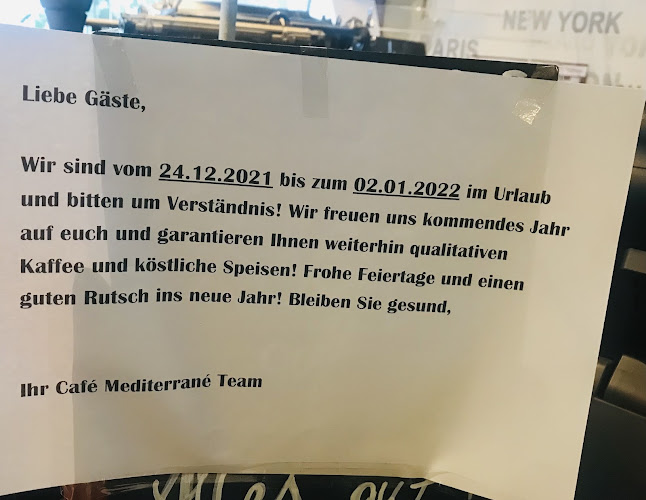 NEW YORK
PARIS
Liebe Gäste,
Wir sind vom 24.12.2021 bis zum 02.01.2022 im Urlaub
und bitten um Verständnis! Wir freuen uns kommendes Jahr
auf euch und garantieren Ihnen weiterhin qualitativen
Kaffee und köstliche Speisen! Frohe Feiertage und einen
guten Rutsch ins neue Jahr! Bleiben Sie gesund,
Ihr Café Mediterrané Team